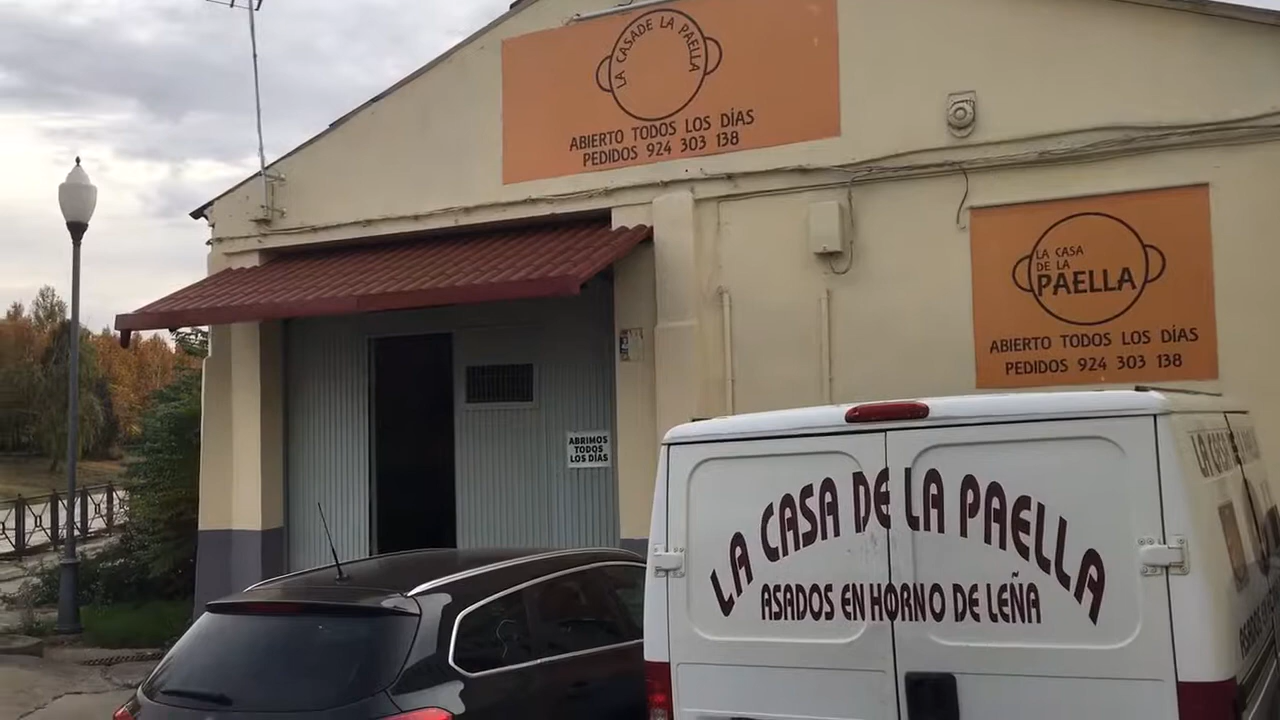 LA CASADE LA PAELLA
ABIERTO TODOS LOS DÍAS
PEDIDOS 924 303 138
LA CASA
DE LA
PAELLA
ABIERTO TODOS LOS DÍAS
PEDIDOS 924 303 138
ABRIMOS
TODOS
LOS DÍAS
LA CASA DE LA PAELLA
ASADOS EN HORNO DE LEÑA
LA CASA